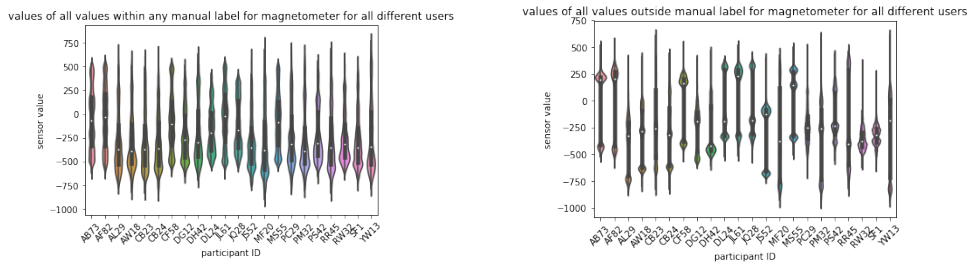 values of all values within any manual label for magnetometer for all different users
750
500
250
0
−250
−500
−750
−1000
sensor value
AB73
AF82
AL29
AW18
CB23
CB24
CF58
DG12
DH42
DL24
JL61
JQ28
JS52
MF20
MS55
PC29
PM32
PS42
RR45
RW32
SF1
YW13
participant ID
values of all values outside manual label for magnetometer for all different users
750
500
250
0
−250
−500
−750
−1000
sensor value
AB73
AF82
AL29
AW18
CB23
CB24
CF58
DG12
DH42
DL24
JL61
JQ28
JS52
MF20
MS55
PC29
PM32
PS42
RR45
RW32
SF1
YW13
participant ID